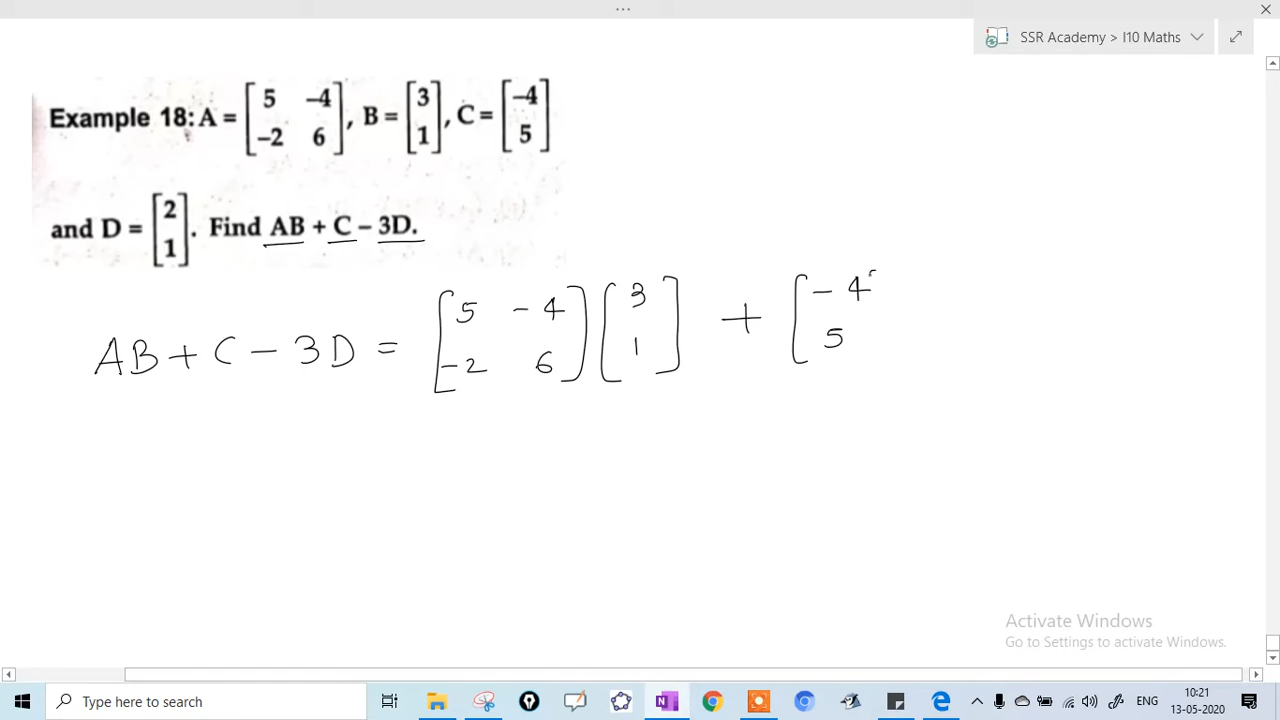 SSR Academy > I10 Maths
Example 18: A = [5 -4; -2 6], B = [3; 1], C = [-4; 5]
and D = [2; 1]. Find AB + C - 3D.
AB + C - 3D = [5 -4; -2 6] [3; 1] + [-4; 5
Activate Windows
Go to Settings to activate Windows.
Type here to search
ENG
10:21
13-05-2020